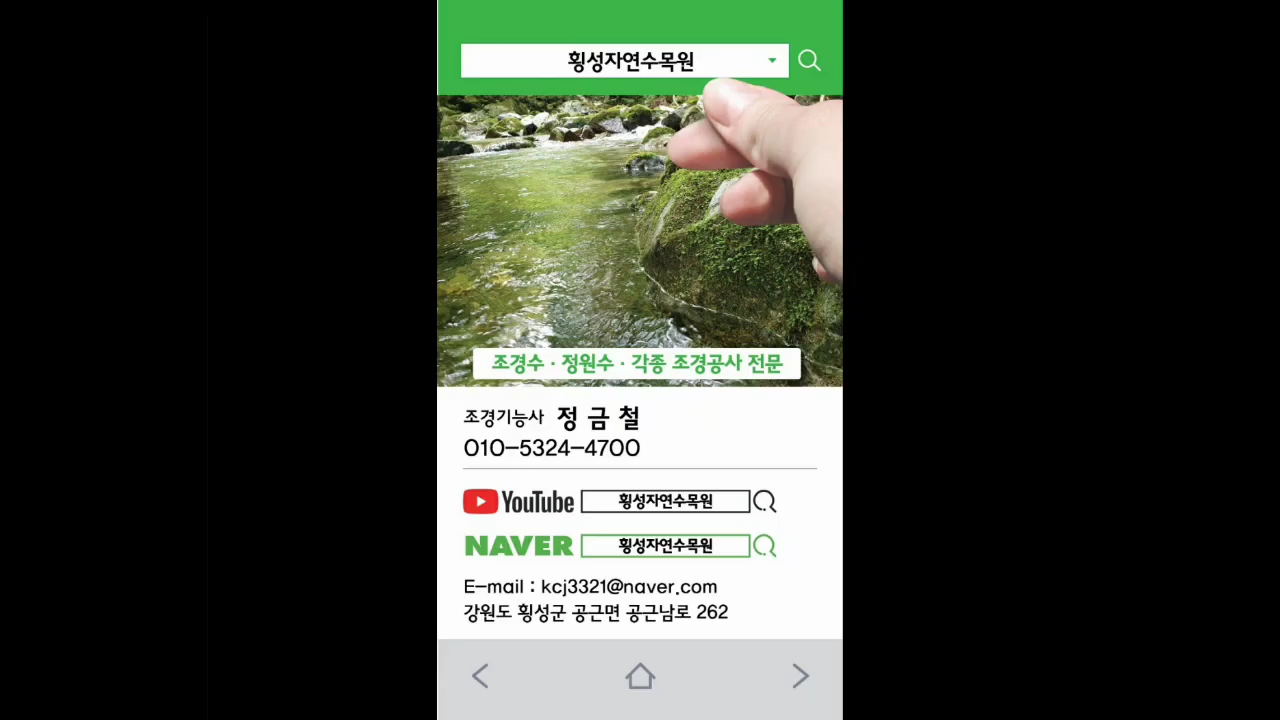 횡성자연수목원
조경수 · 정원수 · 각종 조경공사 전문
조경기능사 정 금 철
010-5324-4700
YouTube 횡성자연수목원
NAVER 횡성자연수목원
E-mail : kcj3321@naver.com
강원도 횡성군 공근면 공근남로 262